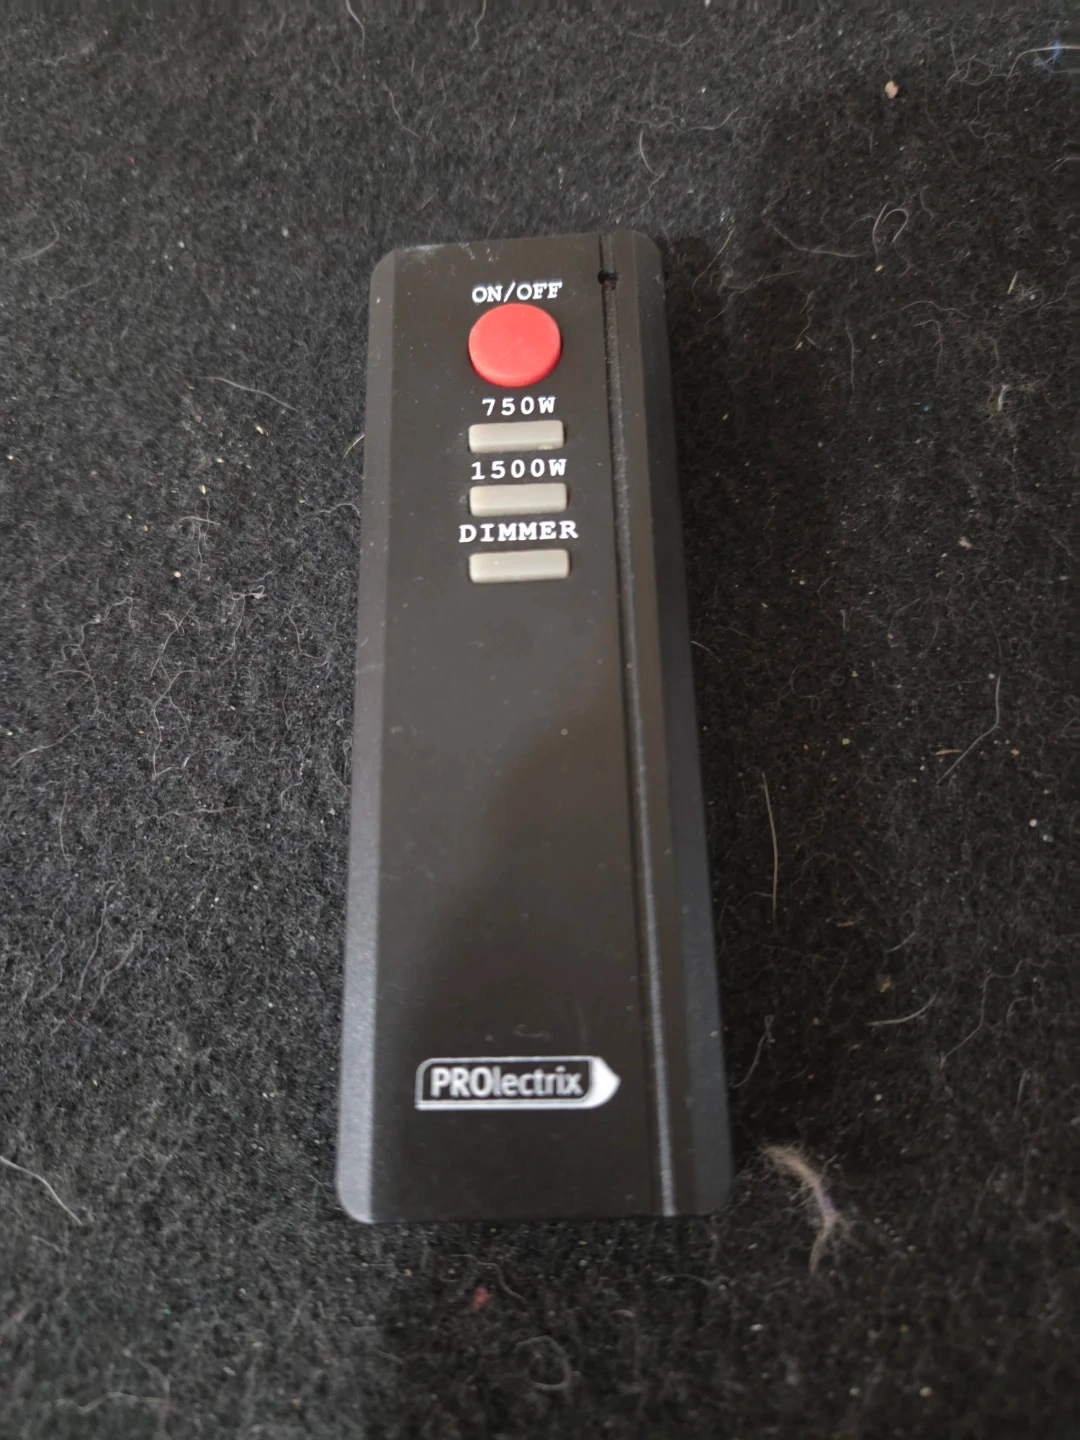 ON/OFF
750W
1500W
DIMMER
PROlectrix